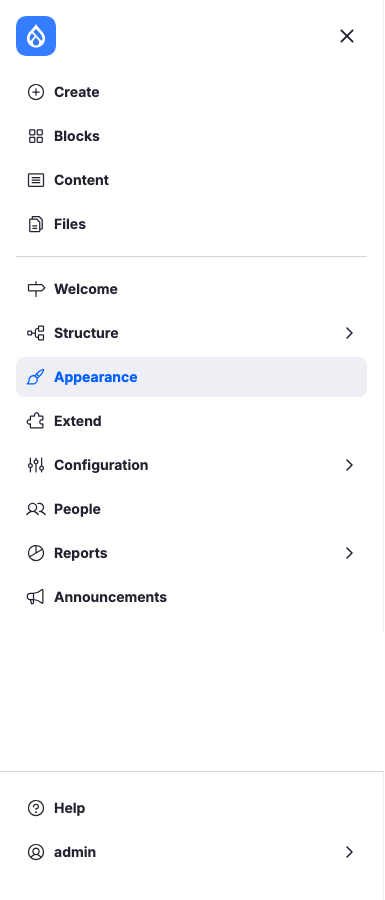 Create
Blocks
Content
Files
Welcome
Structure
Appearance
Extend
Configuration
People
Reports
Announcements
Help
admin